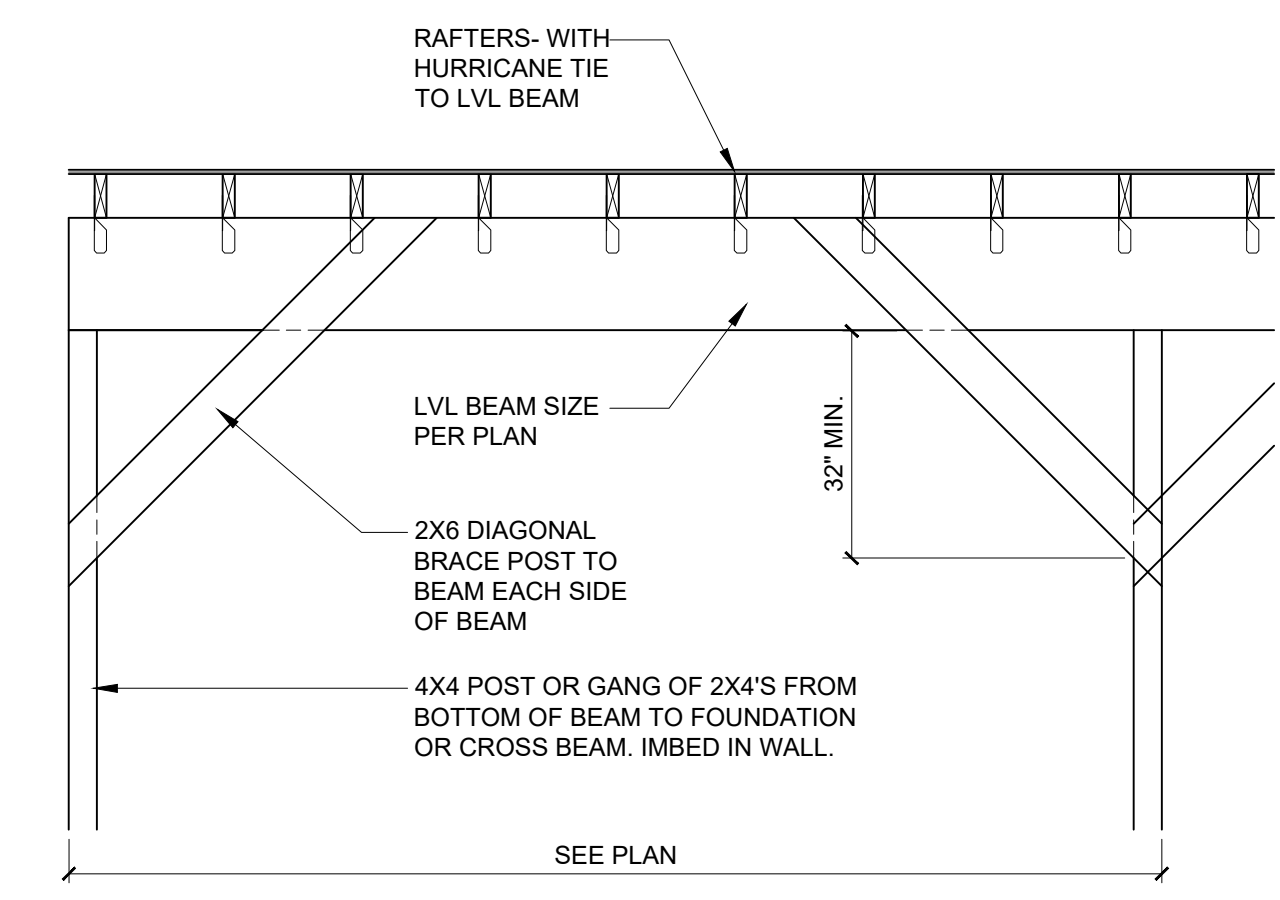 RAFTERS- WITH
HURRICANE TIE
TO LVL BEAM
LVL BEAM SIZE
PER PLAN
32" MIN.
2X6 DIAGONAL
BRACE POST TO
BEAM EACH SIDE
OF BEAM
4X4 POST OR GANG OF 2X4'S FROM
BOTTOM OF BEAM TO FOUNDATION
OR CROSS BEAM. IMBED IN WALL.
SEE PLAN